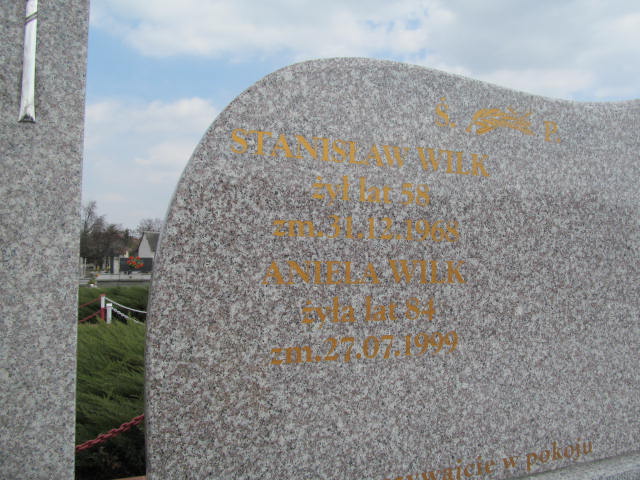 Ś. P.
STANISŁAW WILK
żył lat 58
zm.31.12.1968
ANIELA WILK
żyła lat 84
zm.27.07.1999
w pokoju